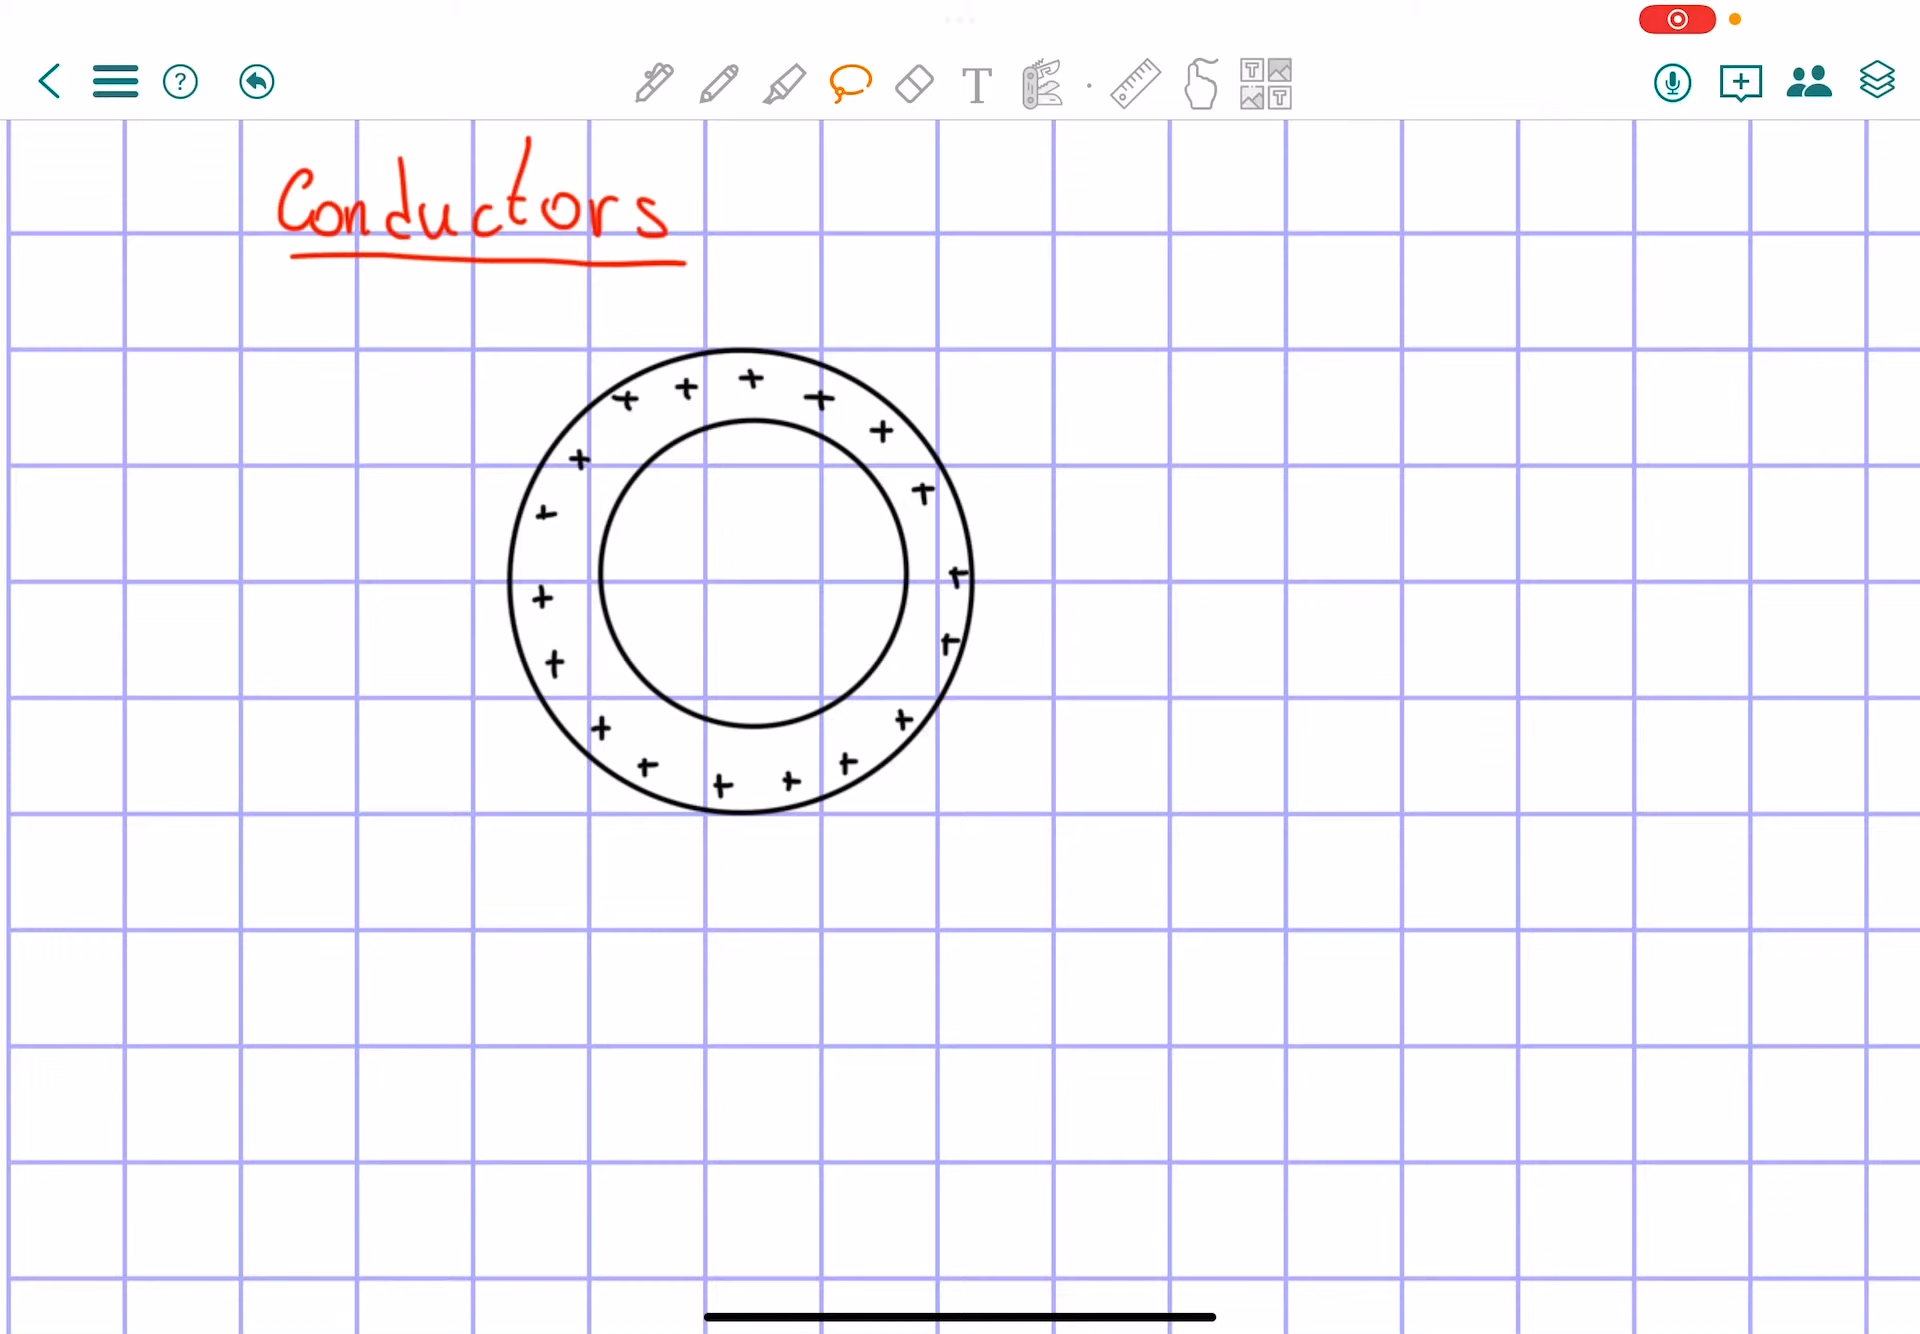 Conductors
+ + + + + + + + + + + + + + + + + +